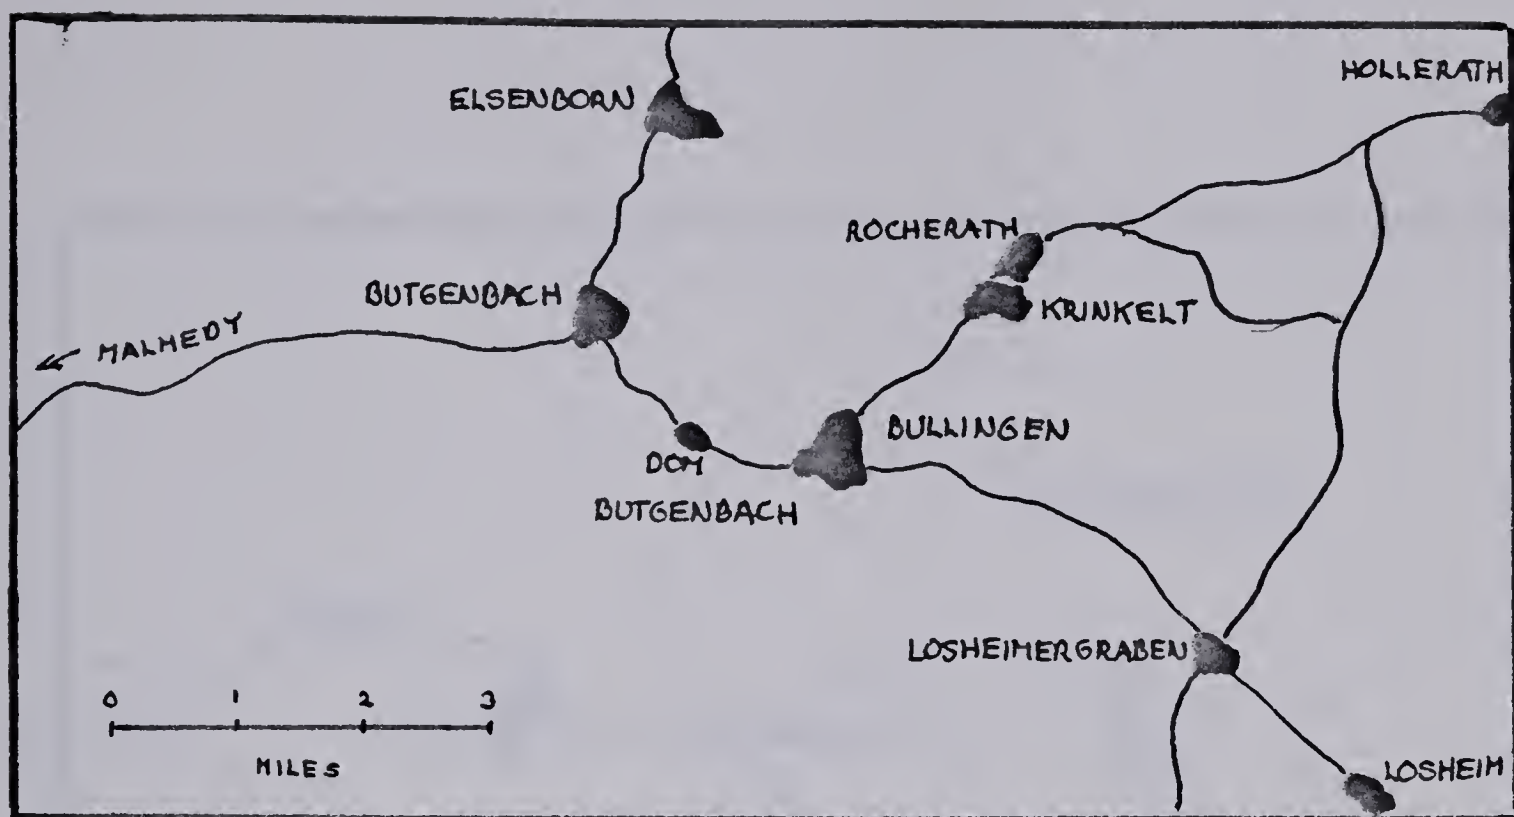 HOLLERATH
ELSENBORN
ROCHERATH
BUTGENBACH
KRINKELT
MALMEDY
BULLINGEN
DOM
BUTGENBACH
LOSHEIMERGRABEN
0 1 2 3
MILES
LOSHEIM